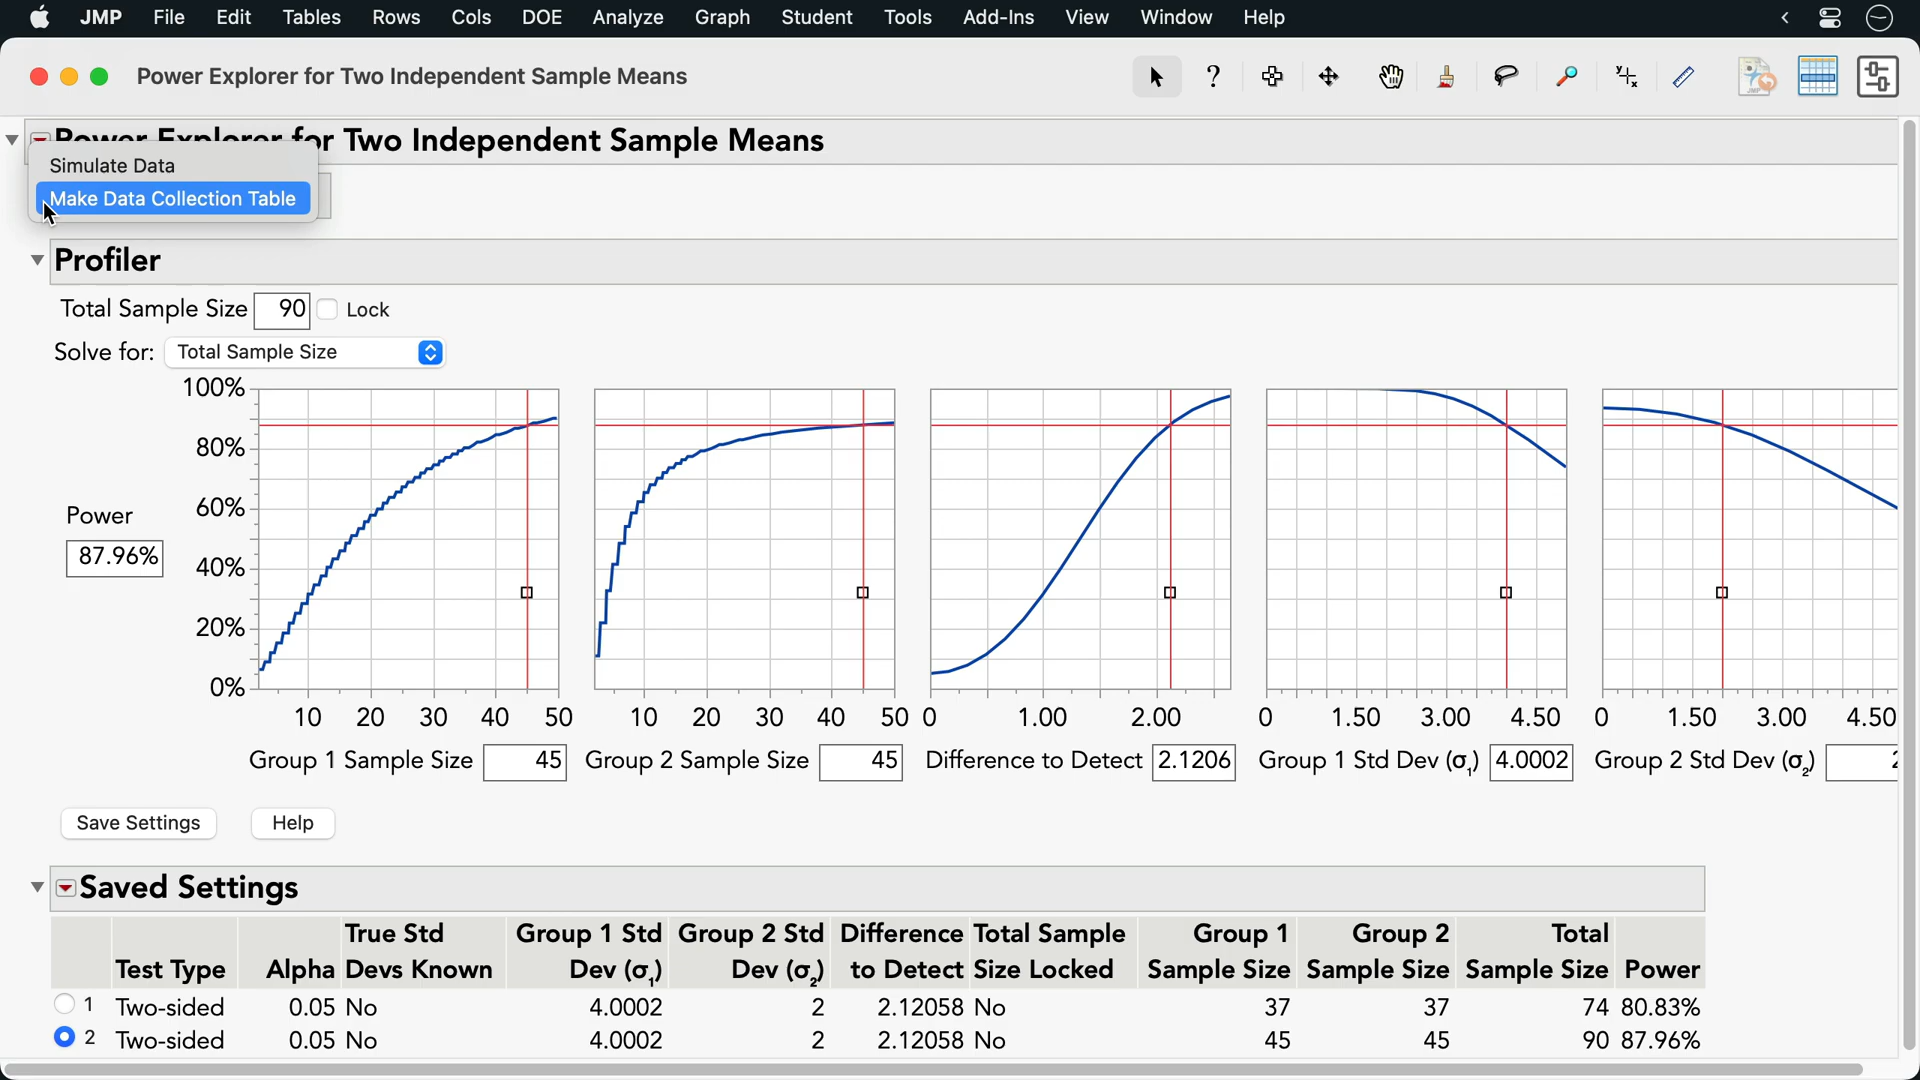 JMP File Edit Tables Rows Cols DOE Analyze Graph Student Tools Add-Ins View Window Help
Power Explorer for Two Independent Sample Means
Power Explorer for Two Independent Sample Means
Simulate Data
Make Data Collection Table
Profiler
Total Sample Size 90 Lock
Solve for: Total Sample Size
100%
80%
60%
40%
20%
0%
Power
87.96%
10 20 30 40 50 10 20 30 40 50 0 1.00 2.00 0 1.50 3.00 4.50 0 1.50 3.00 4.50
Group 1 Sample Size 45 Group 2 Sample Size 45 Difference to Detect 2.1206 Group 1 Std Dev (σ₁) 4.0002 Group 2 Std Dev (σ₂)
Save Settings Help
Saved Settings
True Std Group 1 Std Group 2 Std Difference Total Sample Group 1 Group 2 Total
Test Type Alpha Devs Known Dev (σ₁) Dev (σ₂) to Detect Size Locked Sample Size Sample Size Sample Size Power
1 Two-sided 0.05 No 4.0002 2 2.12058 No 37 37 74 80.83%
2 Two-sided 0.05 No 4.0002 2 2.12058 No 45 45 90 87.96%